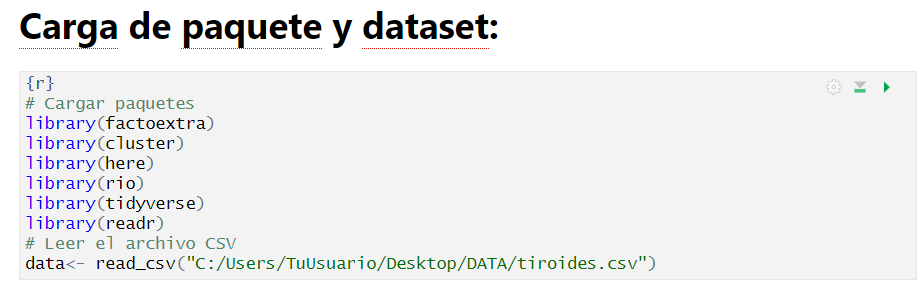 Carga de paquete y dataset:
{r}
# Cargar paquetes
library(factoextra)
library(cluster)
library(here)
library(rio)
library(tidyverse)
library(readr)
# Leer el archivo CSV
data<- read_csv("C:/Users/TuUsuario/Desktop/DATA/tiroides.csv")